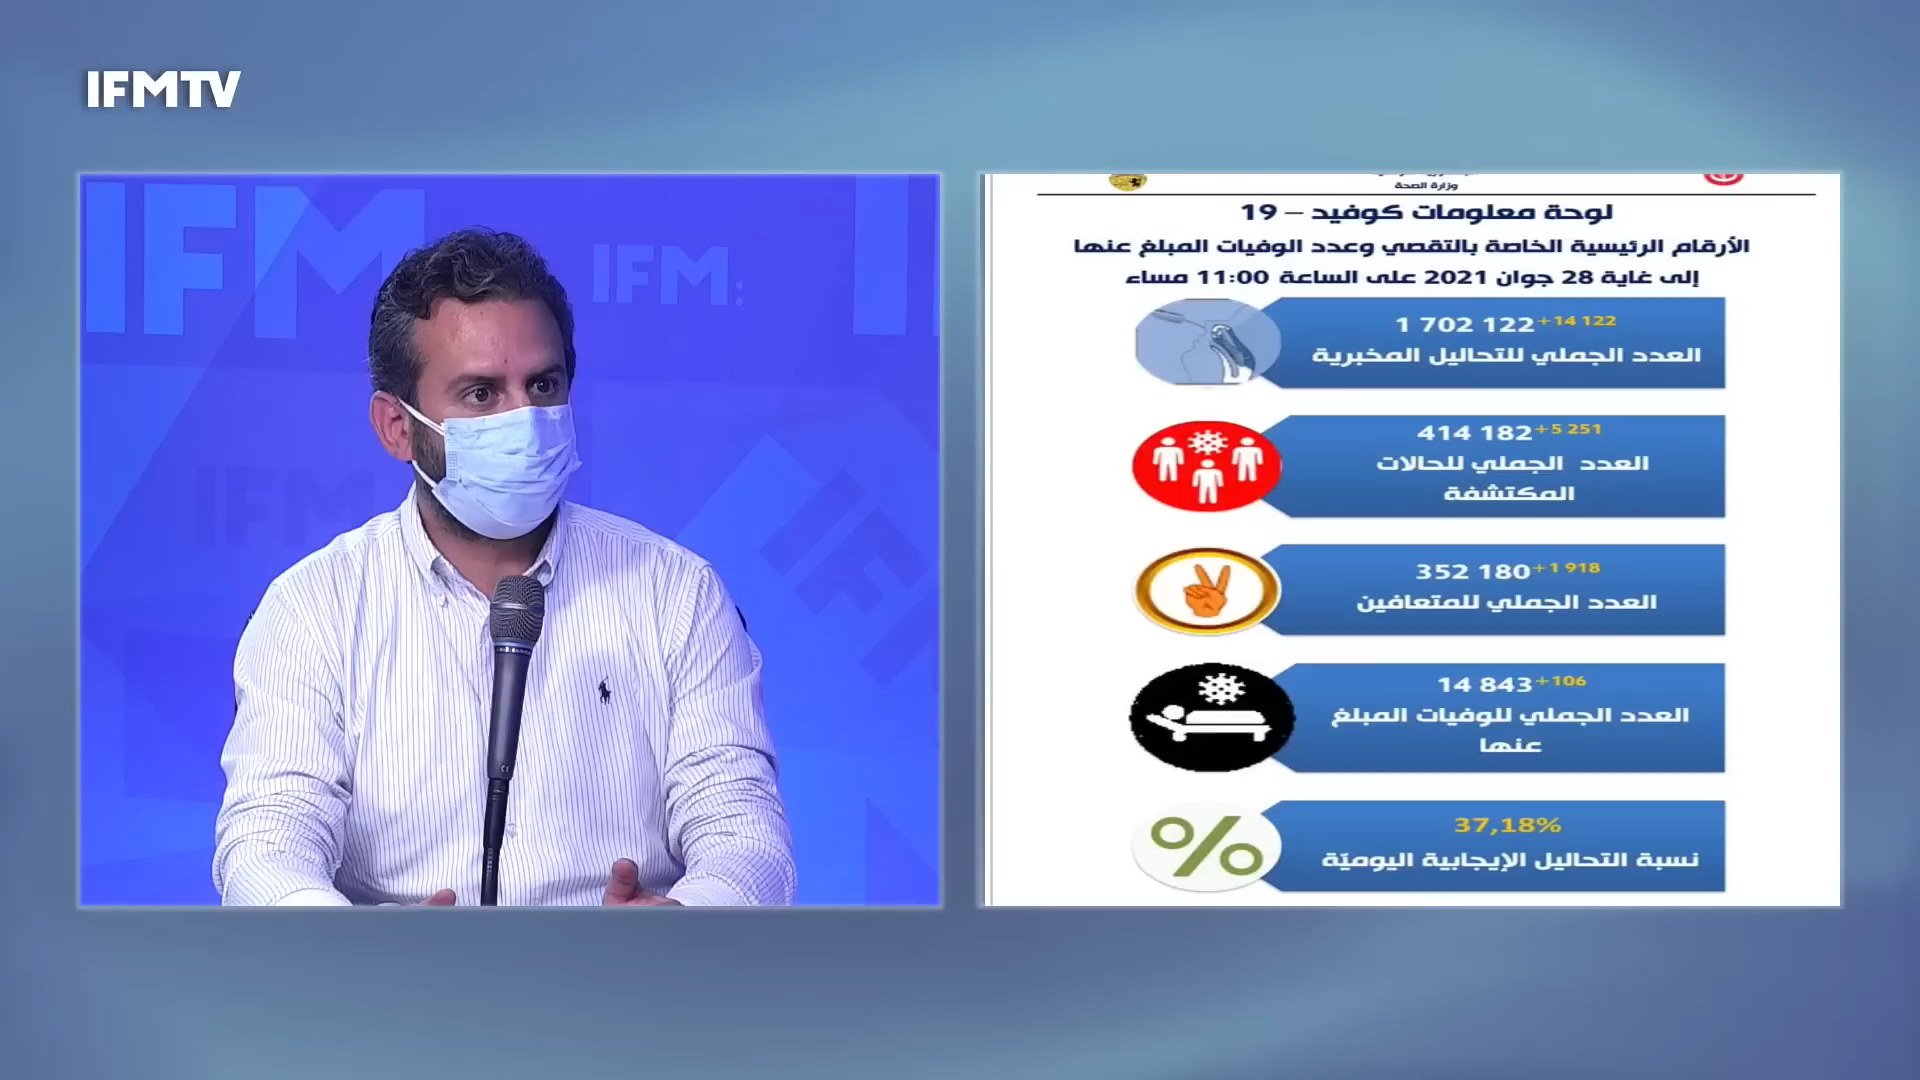 IFMTV
IFM
IFM:
IFM
IFM
وزارة الصحة
لوحة معلومات كوفيد – 19
الأرقام الرئيسية الخاصة بالتقصي وعدد الوفيات المبلغ عنها
إلى غاية 28 جوان 2021 على الساعة 11:00 مساء
1 702 122 +14 122
العدد الجملي للتحاليل المخبرية
414 182 +5 251
العدد الجملي للحالات
المكتشفة
352 180 +1 918
العدد الجملي للمتعافين
14 843 +106
العدد الجملي للوفيات المبلغ
عنها
37,18%
نسبة التحاليل الإيجابية اليوميّة